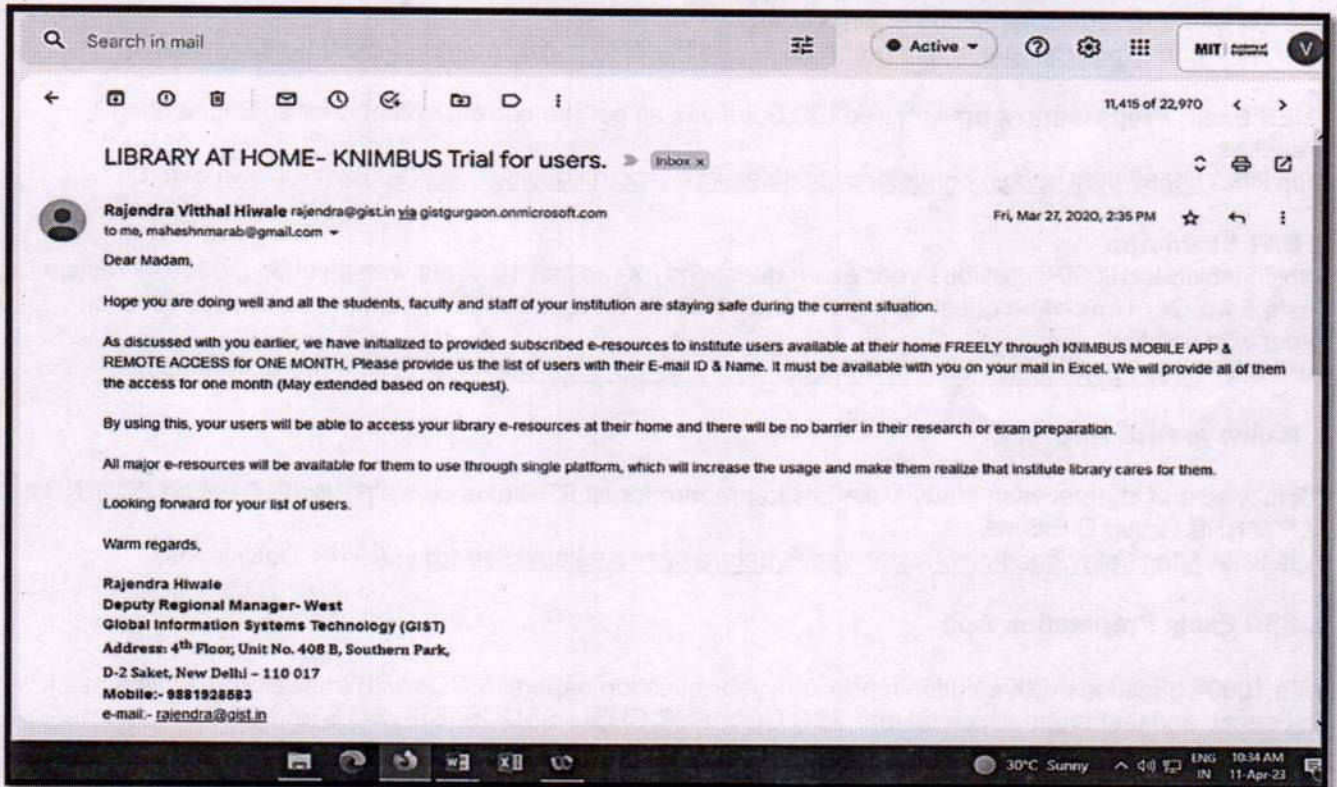 Search in mail
Active
MIT
V
11,415 of 22,970
LIBRARY AT HOME- KNIMBUS Trial for users.
Inbox x
Rajendra Vitthal Hiwale rajendra@gist.in via gistgurgaon.onmicrosoft.com
Fri, Mar 27, 2020, 2:35 PM
to me, maheshnmarab@gmail.com
Dear Madam,
Hope you are doing well and all the students, faculty and staff of your institution are staying safe during the current situation.
As discussed with you earlier, we have initialized to provided subscribed e-resources to institute users available at their home FREELY through KNIMBUS MOBILE APP &
REMOTE ACCESS for ONE MONTH, Please provide us the list of users with their E-mail ID & Name. It must be available with you on your mail in Excel. We will provide all of them
the access for one month (May extended based on request).
By using this, your users will be able to access your library e-resources at their home and there will be no barrier in their research or exam preparation.
All major e-resources will be available for them to use through single platform, which will increase the usage and make them realize that institute library cares for them.
Looking forward for your list of users.
Warm regards,
Rajendra Hiwale
Deputy Regional Manager- West
Global Information Systems Technology (GIST)
Address: 4th Floor, Unit No. 408 B, Southern Park,
D-2 Saket, New Delhi – 110 017
Mobile:- 9881928583
e-mail:- rajendra@gist.in
30°C Sunny
ENG
IN
10:34 AM
11-Apr-23